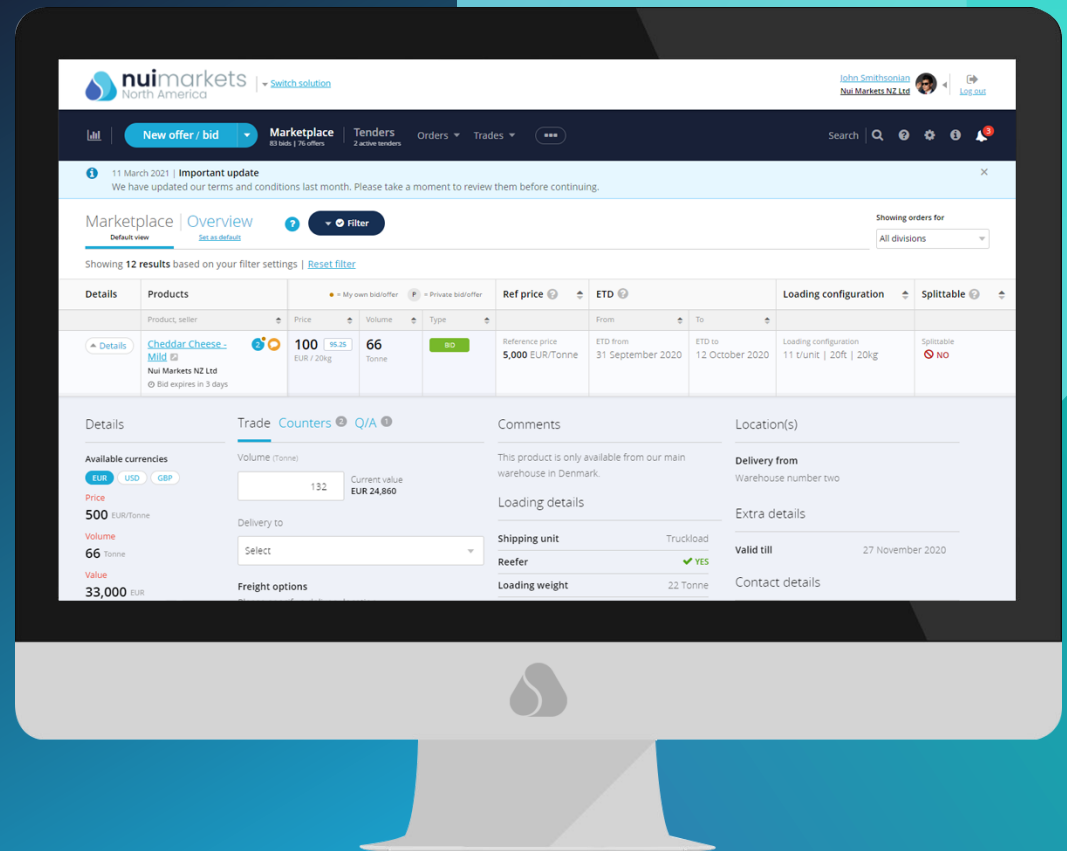 nuimarkets
North America
Switch solution
John Smithsonian
Nui Markets NZ Ltd
Log out
New offer / bid
Marketplace
83 bids | 76 offers
Tenders
2 active tenders
Orders
Trades
Search
3
11 March 2021 | Important update
We have updated our terms and conditions last month. Please take a moment to review them before continuing.
Marketplace | Overview
Default view
Set as default
?
Filter
Showing orders for
All divisions
Showing 12 results based on your filter settings | Reset filter
Details
Products
= My own bid/offer
P = Private bid/offer
Ref price
ETD
Loading configuration
Splittable
Product, seller
Price
Volume
Type
From
To
Details
Cheddar Cheese -
Mild
2
Nui Markets NZ Ltd
Bid expires in 3 days
100 95.25
EUR / 20kg
66
Tonne
BID
Reference price
5,000 EUR/Tonne
ETD from
31 September 2020
ETD to
12 October 2020
Loading configuration
11 t/unit | 20ft | 20kg
Splittable
NO
Details
Available currencies
EUR USD GBP
Price
500 EUR/Tonne
Volume
66 Tonne
Value
33,000 EUR
Trade Counters 2 Q/A 1
Volume (Tonne)
132
Current value
EUR 24,860
Delivery to
Select
Freight options
Comments
This product is only available from our main
warehouse in Denmark.
Loading details
Shipping unit Truckload
Reefer YES
Loading weight 22 Tonne
Location(s)
Delivery from
Warehouse number two
Extra details
Valid till 27 November 2020
Contact details